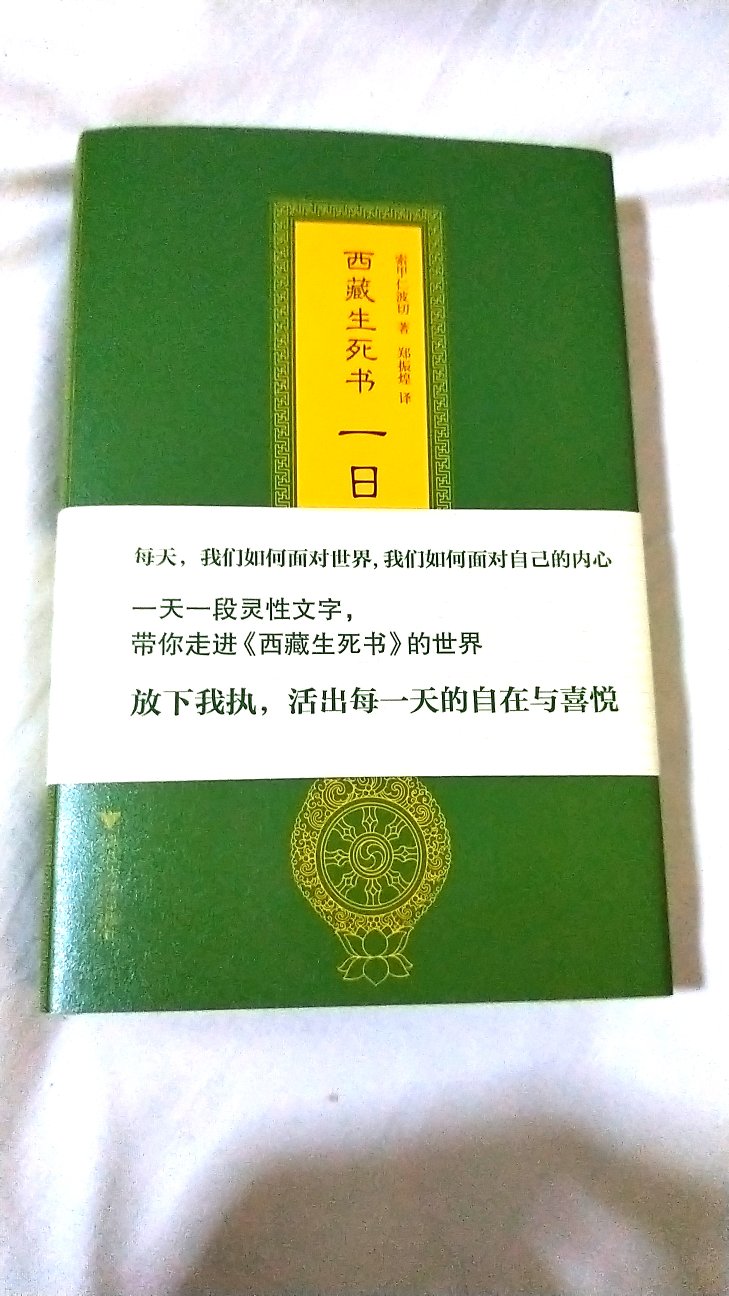 西藏生死书 一日
索甲仁波切 著 郑振煌 译
每天，我们如何面对世界，我们如何面对自己的内心
一天一段灵性文字，
带你走进《西藏生死书》的世界
放下我执，活出每一天的自在与喜悦